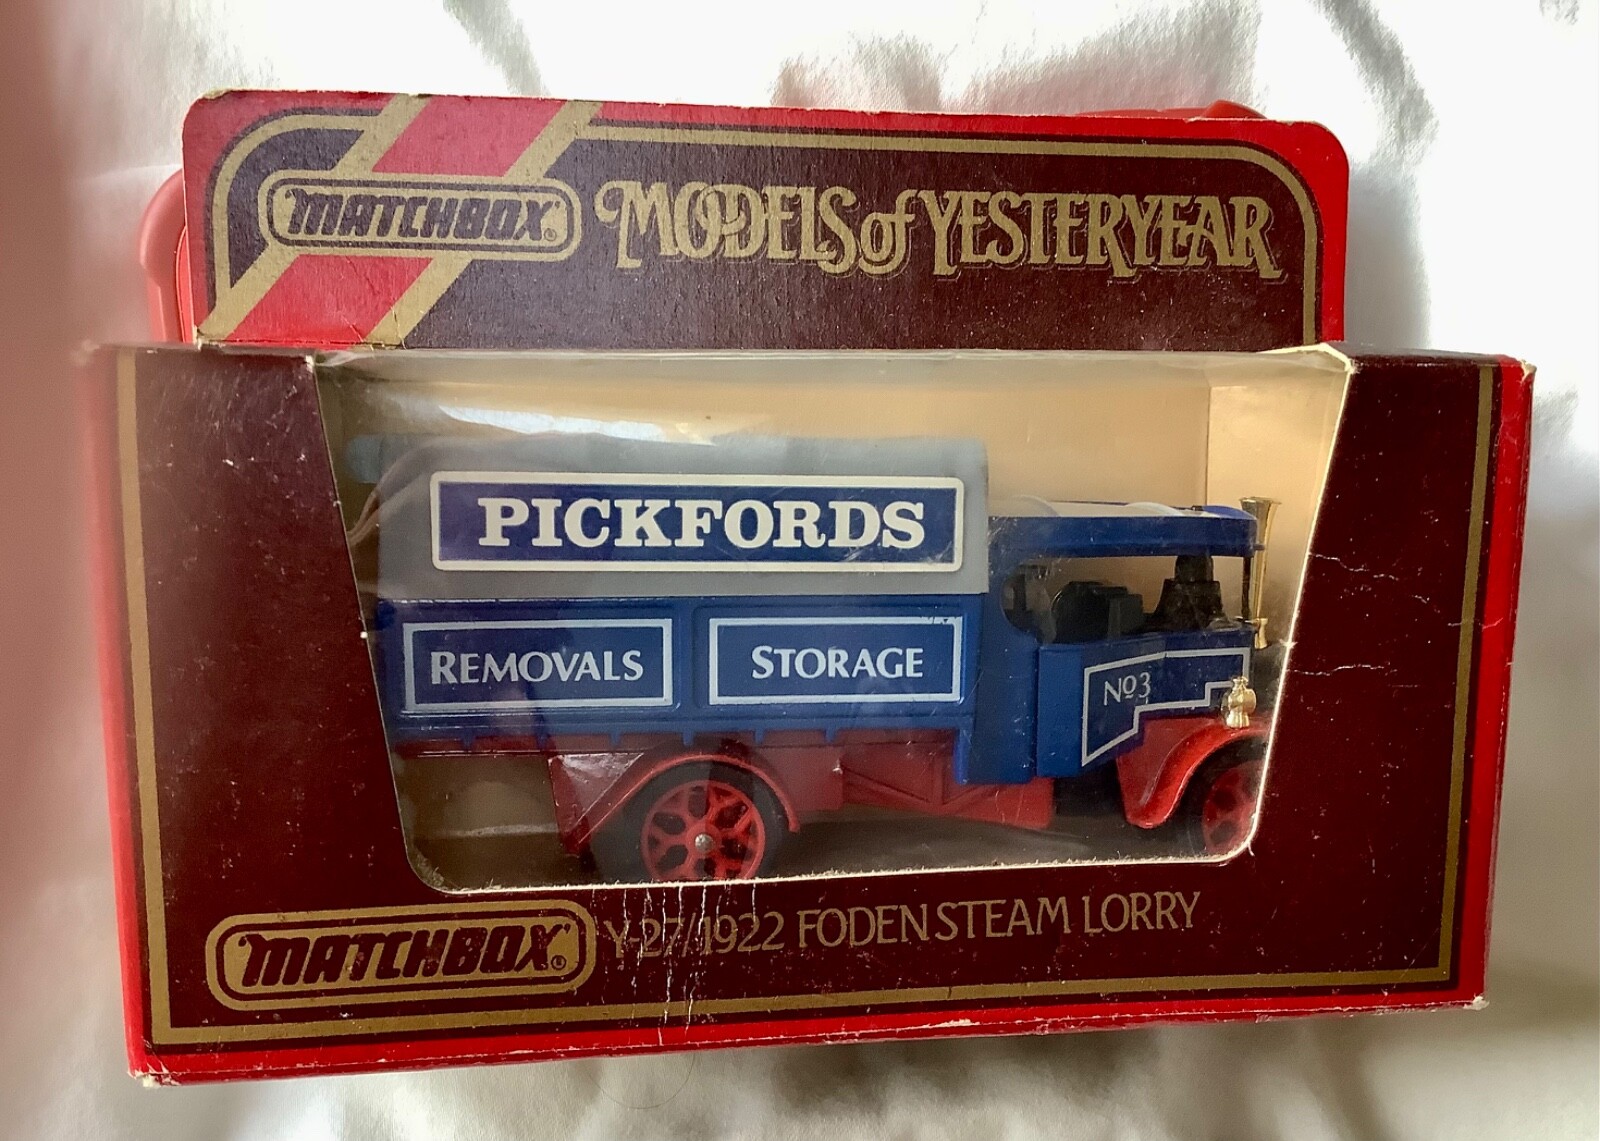 MATCHBOX® MODELS of YESTERYEAR
PICKFORDS
REMOVALS STORAGE
Nº3
MATCHBOX® Y-27/1922 FODEN STEAM LORRY